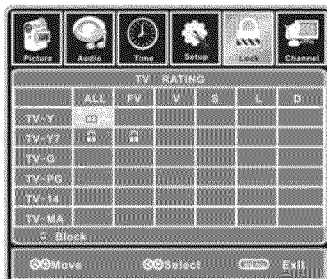 Picture Audio Time Setup Lock Channel
TV RATING
ALL FV V S L D
TV-Y
TV-Y7
TV-G
TV-PG
TV-14
TV-MA
Block
Move Select Exit